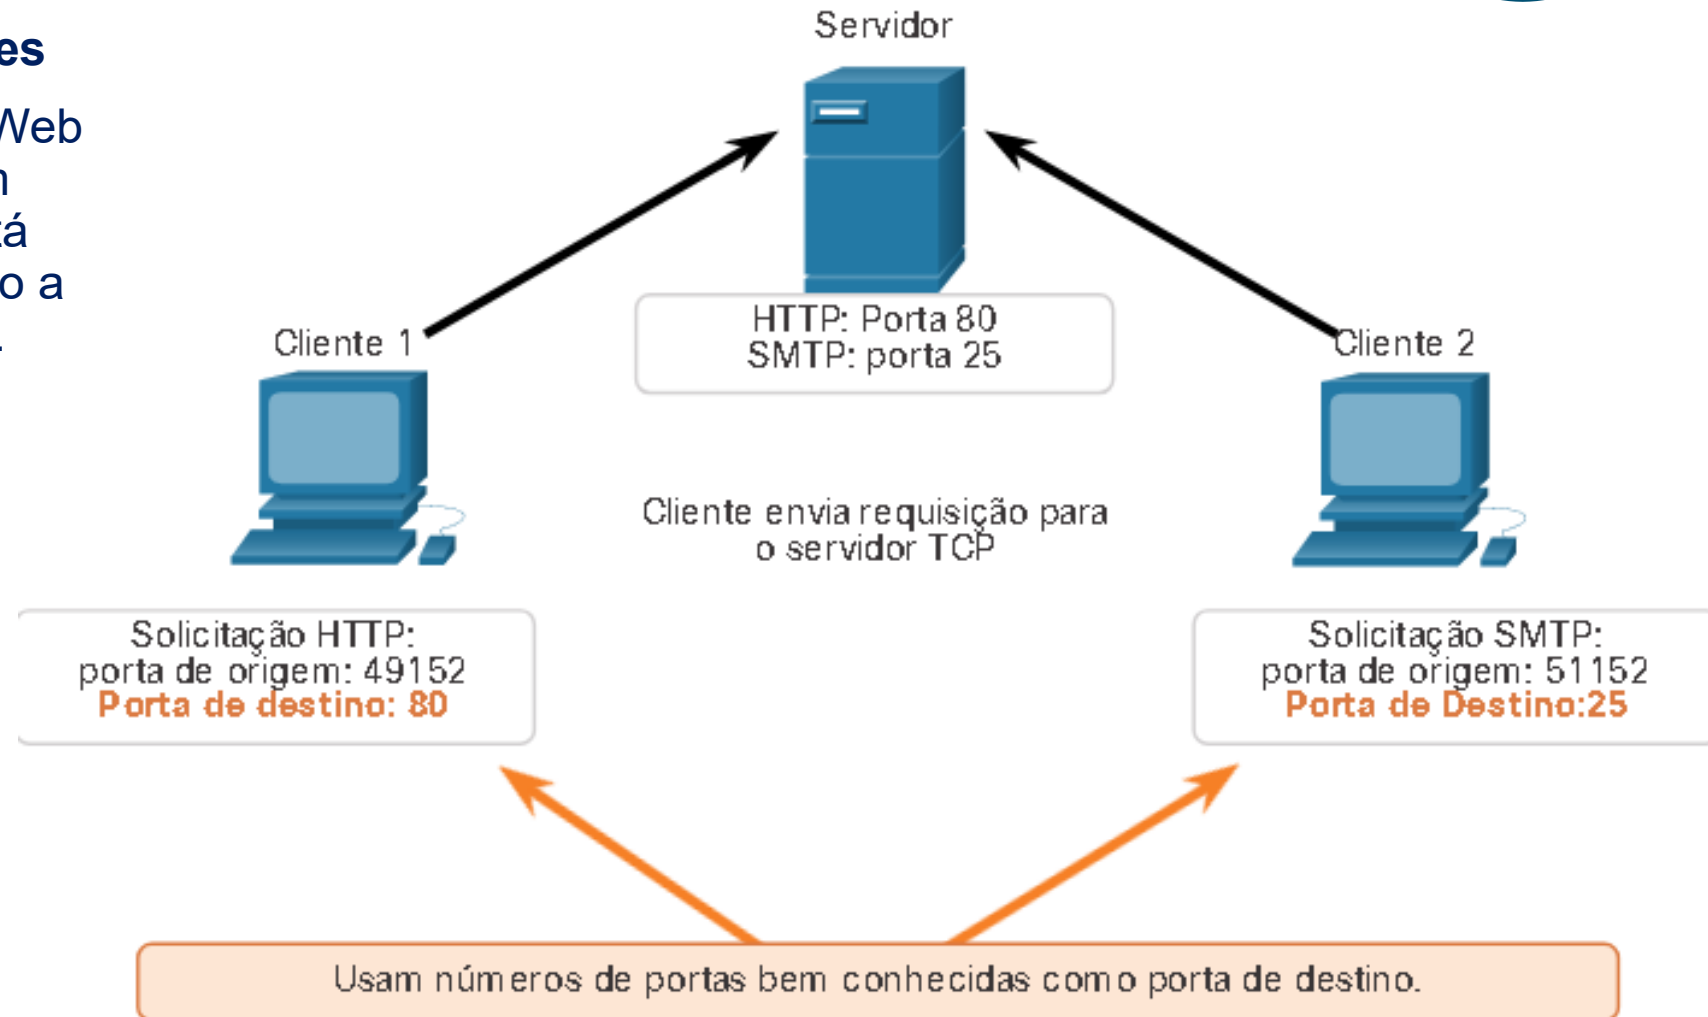 es
Web
tá
o a
Servidor
HTTP: Porta 80
SMTP: porta 25
Cliente 1
Cliente 2
Cliente envia requisição para
o servidor TCP
Solicitação HTTP:
porta de origem: 49152
Porta de destino: 80
Solicitação SMTP:
porta de origem: 51152
Porta de Destino:25
Usam números de portas bem conhecidas como porta de destino.